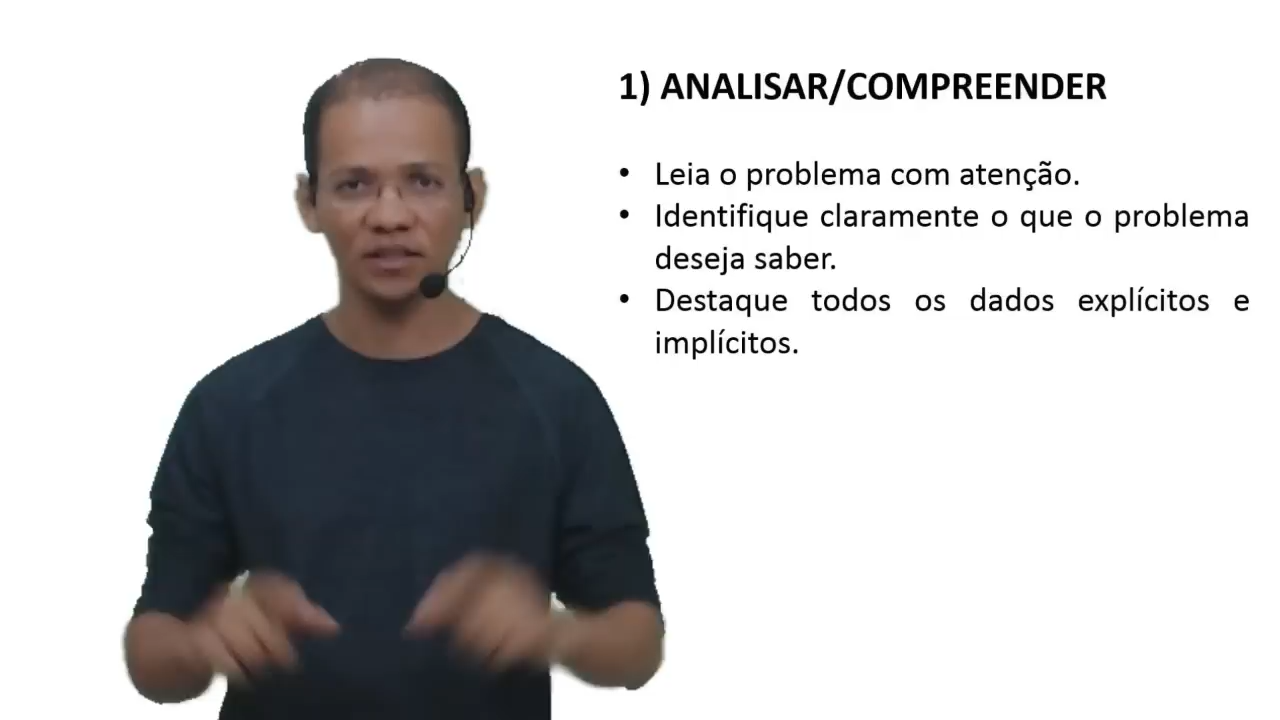 1) ANALISAR/COMPREENDER
• Leia o problema com atenção.
• Identifique claramente o que o problema
deseja saber.
• Destaque todos os dados explícitos e
implícitos.